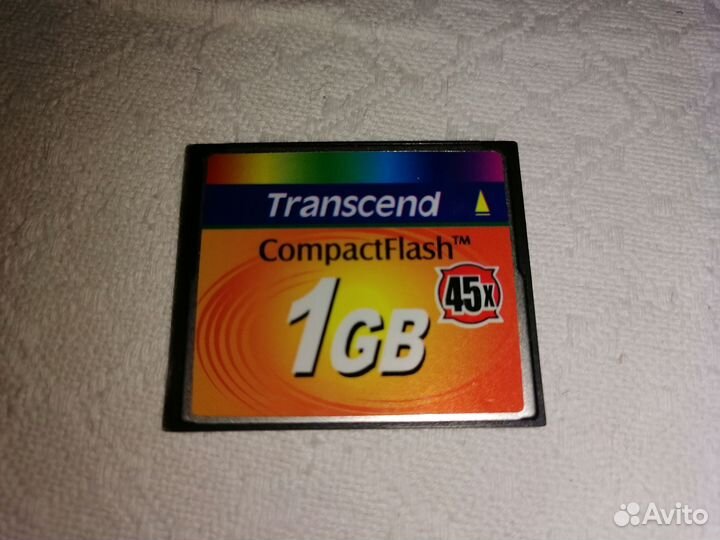 Transcend
CompactFlash™
45x
1GB
Avito